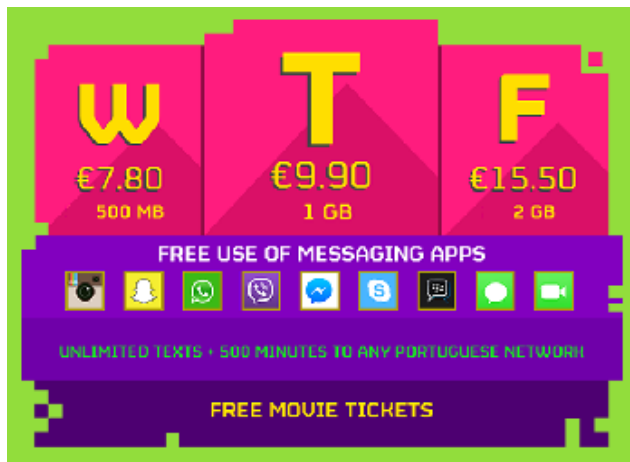 W T F
€7.80 €9.90 €15.50
500 MB 1 GB 2 GB
FREE USE OF MESSAGING APPS
UNLIMITED TEXTS • 500 MINUTES TO ANY PORTUGUESE NETWORK
FREE MOVIE TICKETS